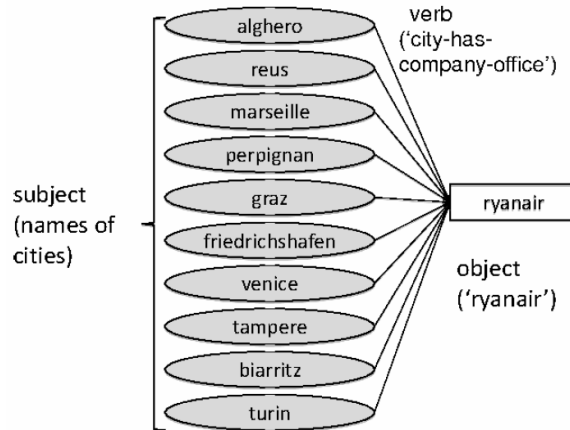 alghero
reus
marseille
perpignan
graz
friedrichshafen
venice
tampere
biarritz
turin
subject
(names of
cities)
verb
('city-has-
company-office')
ryanair
object
('ryanair')